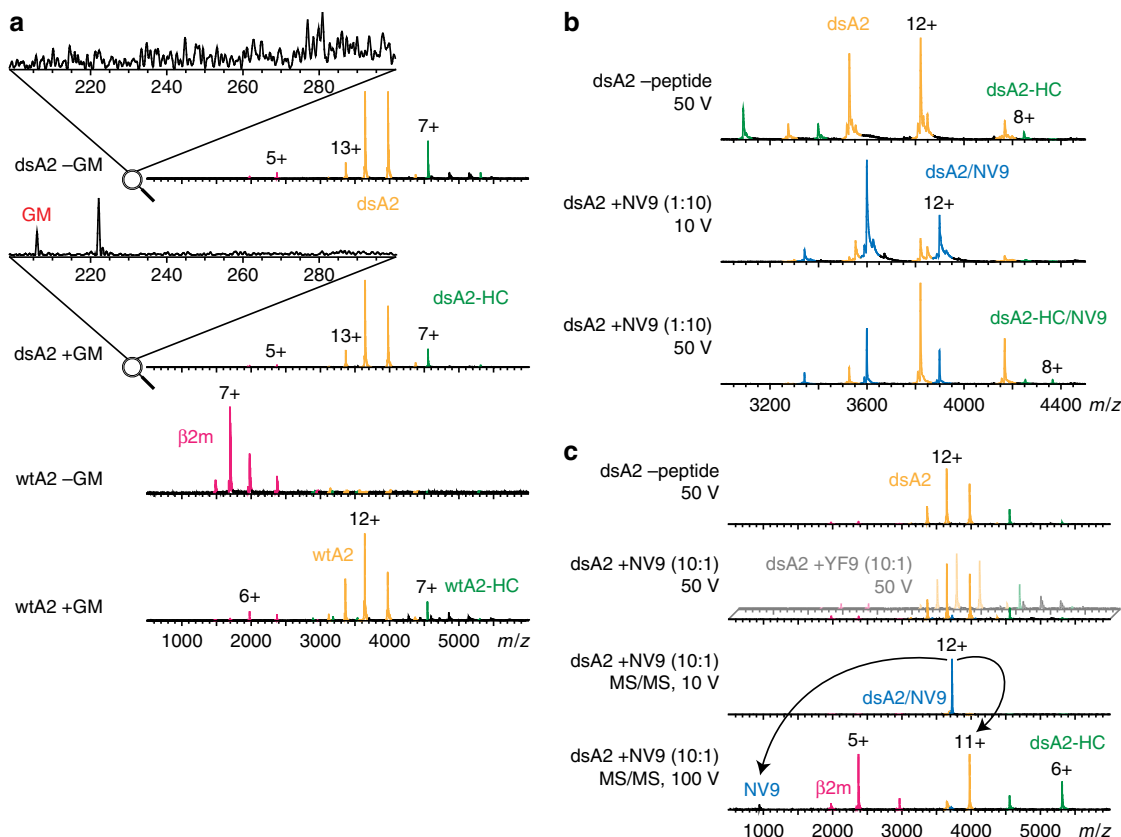 a
220 240 260 280
7+
13+
5+
dsA2 –GM
dsA2
GM
220 240 260 280
dsA2-HC
13+
7+
5+
dsA2 +GM
7+
β2m
wtA2 –GM
12+
wtA2
wtA2-HC
7+
6+
wtA2 +GM
1000 2000 3000 4000 5000 m/z
b
dsA2
12+
dsA2 –peptide
50 V
dsA2-HC
8+
dsA2/NV9
dsA2 +NV9 (1:10)
10 V
12+
dsA2 +NV9 (1:10)
50 V
dsA2-HC/NV9
8+
3200 3600 4000 4400 m/z
c
12+
dsA2 –peptide
50 V
dsA2
dsA2 +NV9 (10:1)
50 V
dsA2 +YF9 (10:1)
50 V
12+
dsA2 +NV9 (10:1)
MS/MS, 10 V
dsA2/NV9
dsA2 +NV9 (10:1)
MS/MS, 100 V
5+
11+
dsA2-HC
6+
NV9
β2m
1000 2000 3000 4000 5000 m/z